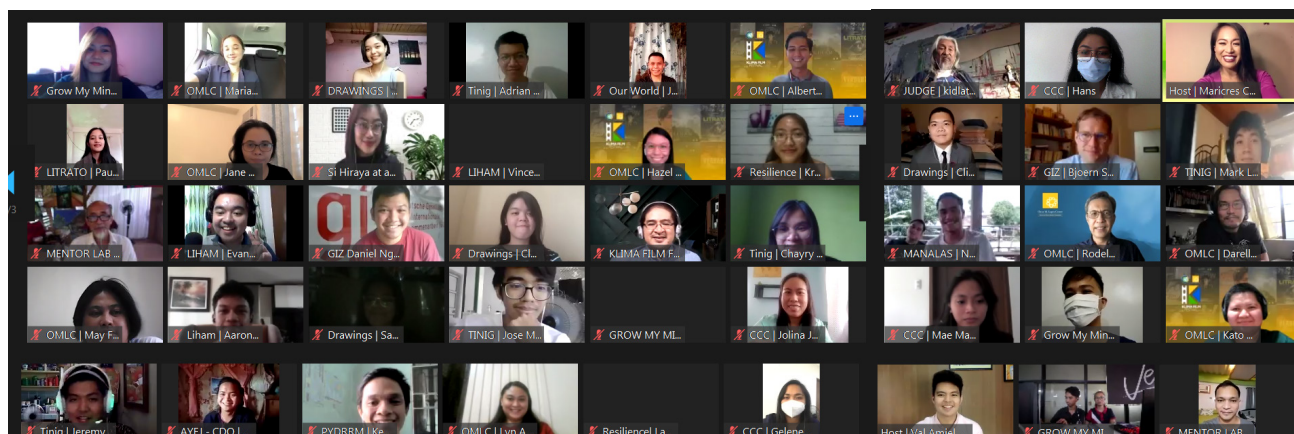 Grow My Min...
OMLC | Maria...
DRAWINGS | ...
Tinig | Adrian ...
Our World | J...
OMLC | Albert...
JUDGE | kidlat...
CCC | Hans
Host | Maricres C...
LITRATO | Pau...
OMLC | Jane ...
Si Hiraya at a...
LIHAM | Vince...
OMLC | Hazel ...
Resilience | Kr...
Drawings | Cli...
GIZ | Bjoern S...
TINIG | Mark L...
MENTOR LAB ...
LIHAM | Evan...
GIZ Daniel Ng...
Drawings | Cl...
KLIMA FILM F...
Tinig | Chayry ...
MANALAS | N...
OMLC | Rodel...
OMLC | Darell...
OMLC | May F...
Liham | Aaron...
Drawings | Sa...
TINIG | Jose M...
GROW MY MI...
CCC | Jolina J...
CCC | Mae Ma...
Grow My Min...
OMLC | Kato ...
Tinig | Jeremy
AYEJ - CDO |
PYDRRM | Ke
OMLC | Lyn A
Resilience| La
CCC | Gelene
Host | Val Amiel
GROW MY MI
MENTOR LAB